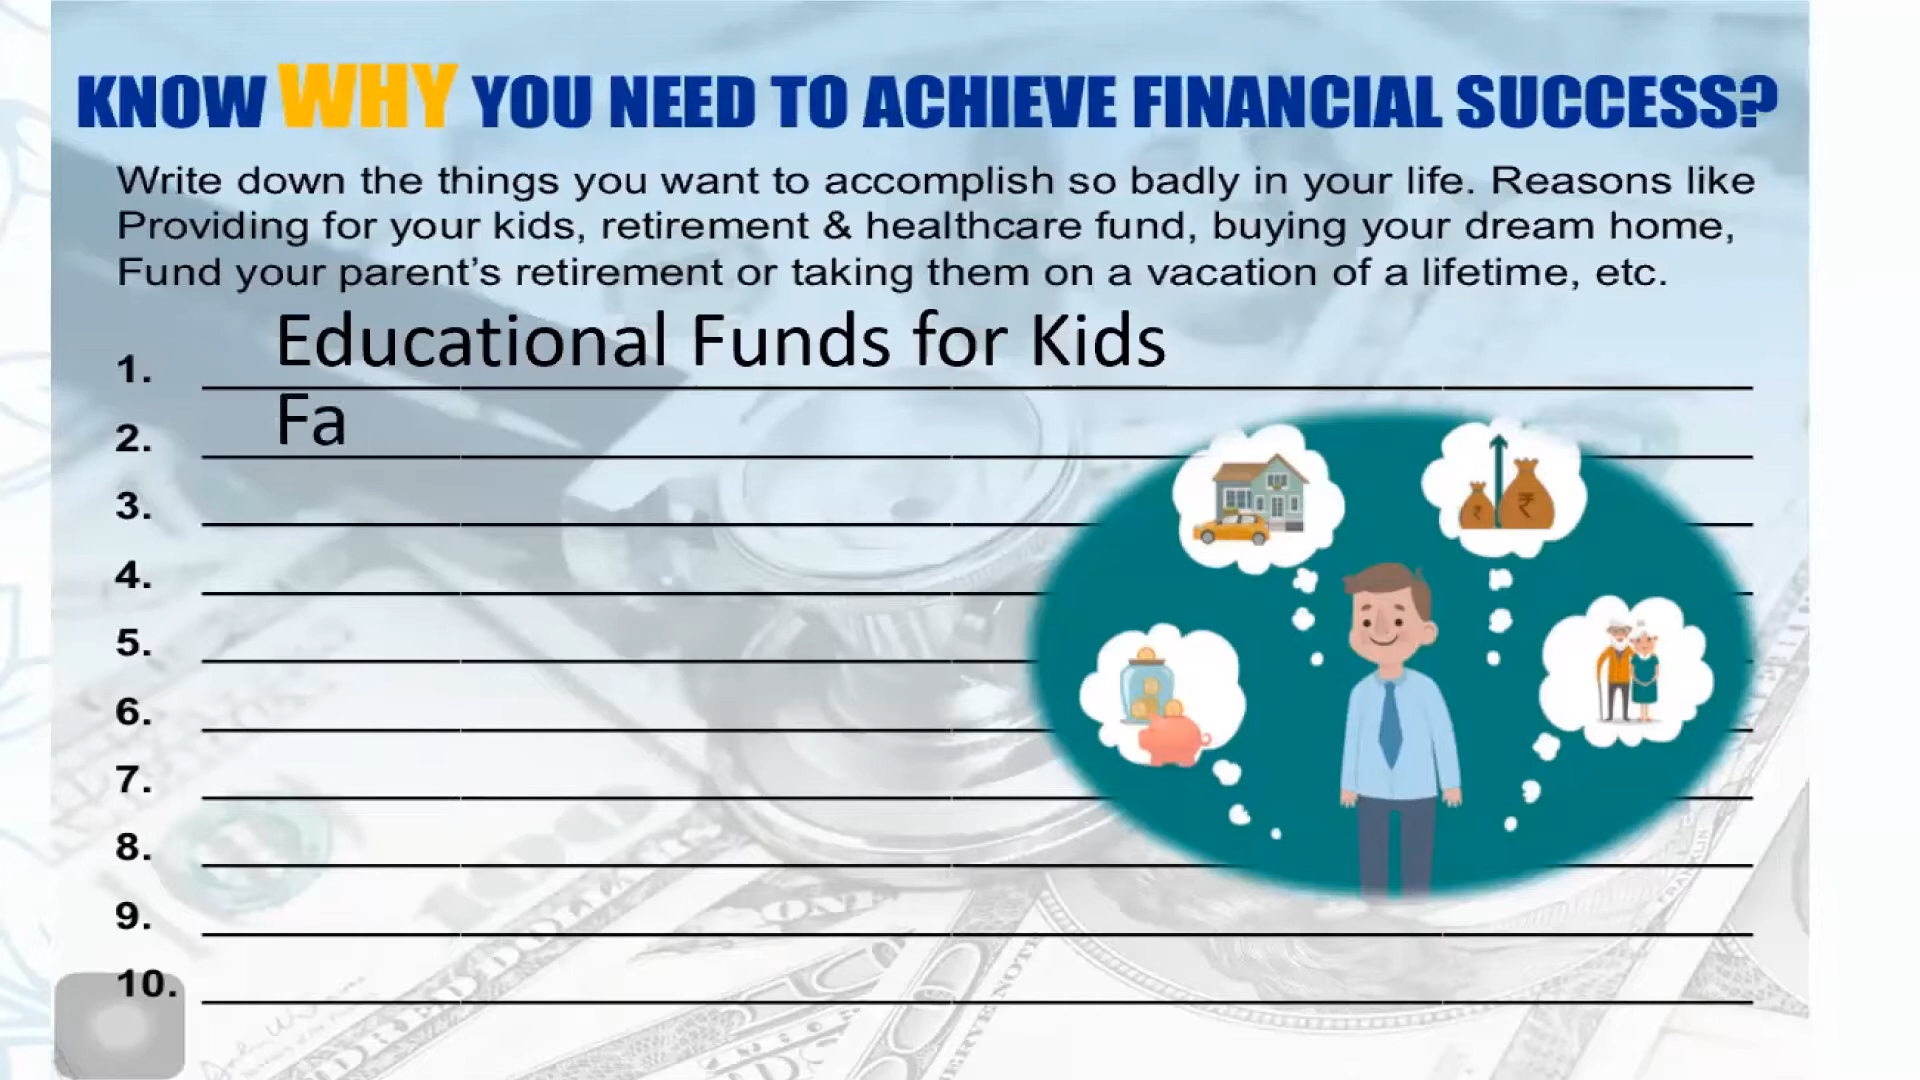 KNOW WHY YOU NEED TO ACHIEVE FINANCIAL SUCCESS?
Write down the things you want to accomplish so badly in your life. Reasons like
Providing for your kids, retirement & healthcare fund, buying your dream home,
Fund your parent’s retirement or taking them on a vacation of a lifetime, etc.
1. Educational Funds for Kids
2. Fa
3.
4.
5.
6.
7.
8.
9.
10.